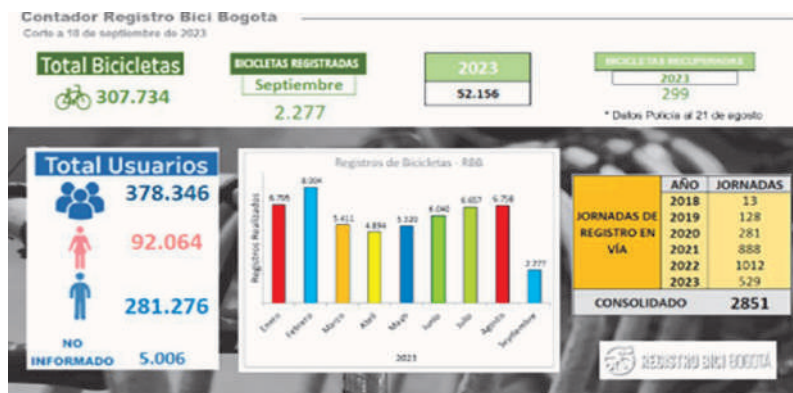 Contador Registro Bici Bogotá
Corte a 18 de septiembre de 2023
Total Bicicletas
307.734
BICICLETAS REGISTRADAS
Septiembre
2.277
2023
52.156
BICICLETAS RECUPERADAS
2023
299
* Datos Policía al 21 de agosto
Total Usuarios
378.346
92.064
281.276
NO
INFORMADO 5.006
Registros de Bicicletas - RBB
Registros Realizados
8.004
5.411
4.894
5.320
6.040
6.657
6.758
2.277
Enero
Febrero
Marzo
Abril
Mayo
Junio
Julio
Agosto
Septiembre
2023
JORNADAS DE
REGISTRO EN
VÍA
AÑO JORNADAS
2018 13
2019 128
2020 281
2021 888
2022 1012
2023 529
CONSOLIDADO 2851
REGISTRO BICI BOGOTÁ